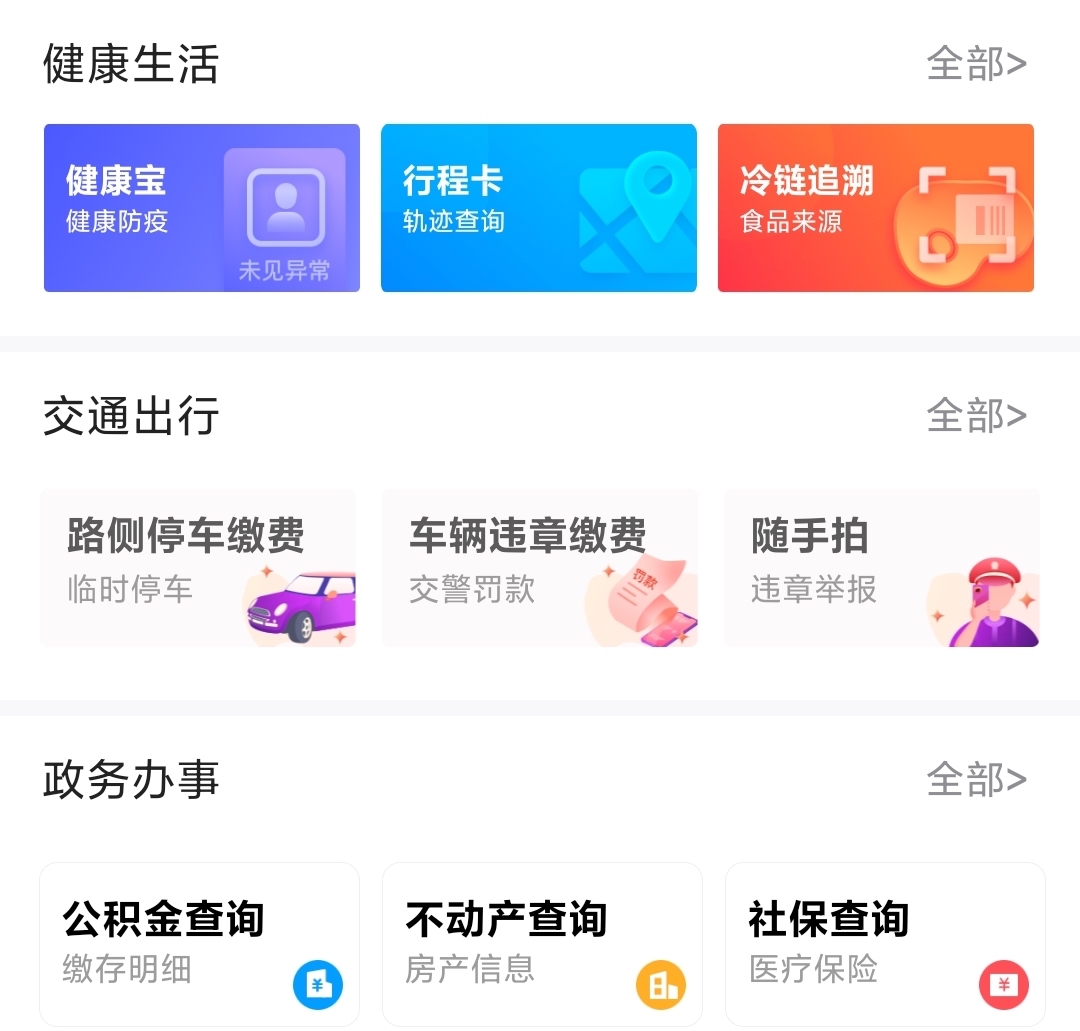 健康生活 全部>
健康宝 行程卡 冷链追溯
健康防疫 轨迹查询 食品来源
未见异常
交通出行 全部>
路侧停车缴费 车辆违章缴费 随手拍
临时停车 交警罚款 违章举报
罚款
政务办事 全部>
公积金查询 不动产查询 社保查询
缴存明细 房产信息 医疗保险
¥ ¥